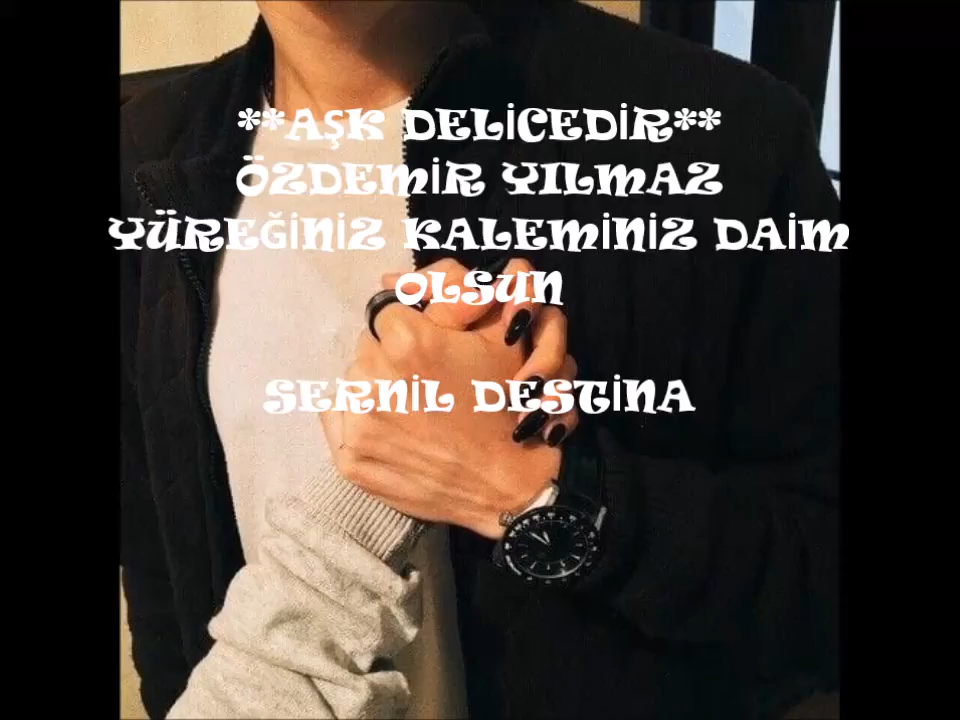 **AŞK DELİCEDİR**
ÖZDEMİR YILMAZ
YÜREĞİNİZ KALEMİNİZ DAİM
OLSUN
SERNİL DESTİNA